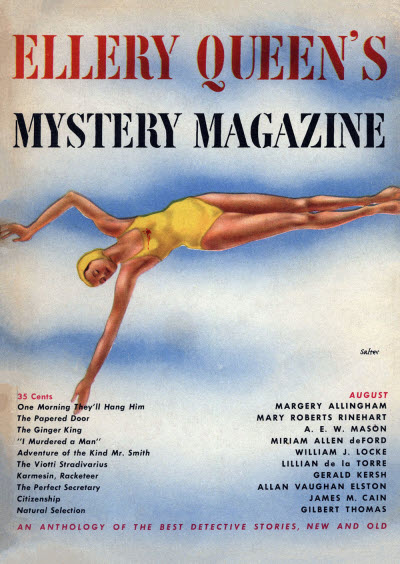 ELLERY QUEEN'S
MYSTERY MAGAZINE
Salter
35 Cents AUGUST
One Morning They'll Hang Him MARGERY ALLINGHAM
The Papered Door MARY ROBERTS RINEHART
The Ginger King A. E. W. MASON
"I Murdered a Man" MIRIAM ALLEN deFORD
Adventure of the Kind Mr. Smith WILLIAM J. LOCKE
The Viotti Stradivarius LILLIAN de la TORRE
Karmesin, Racketeer GERALD KERSH
The Perfect Secretary ALLAN VAUGHAN ELSTON
Citizenship JAMES M. CAIN
Natural Selection GILBERT THOMAS
AN ANTHOLOGY OF THE BEST DETECTIVE STORIES, NEW AND OLD